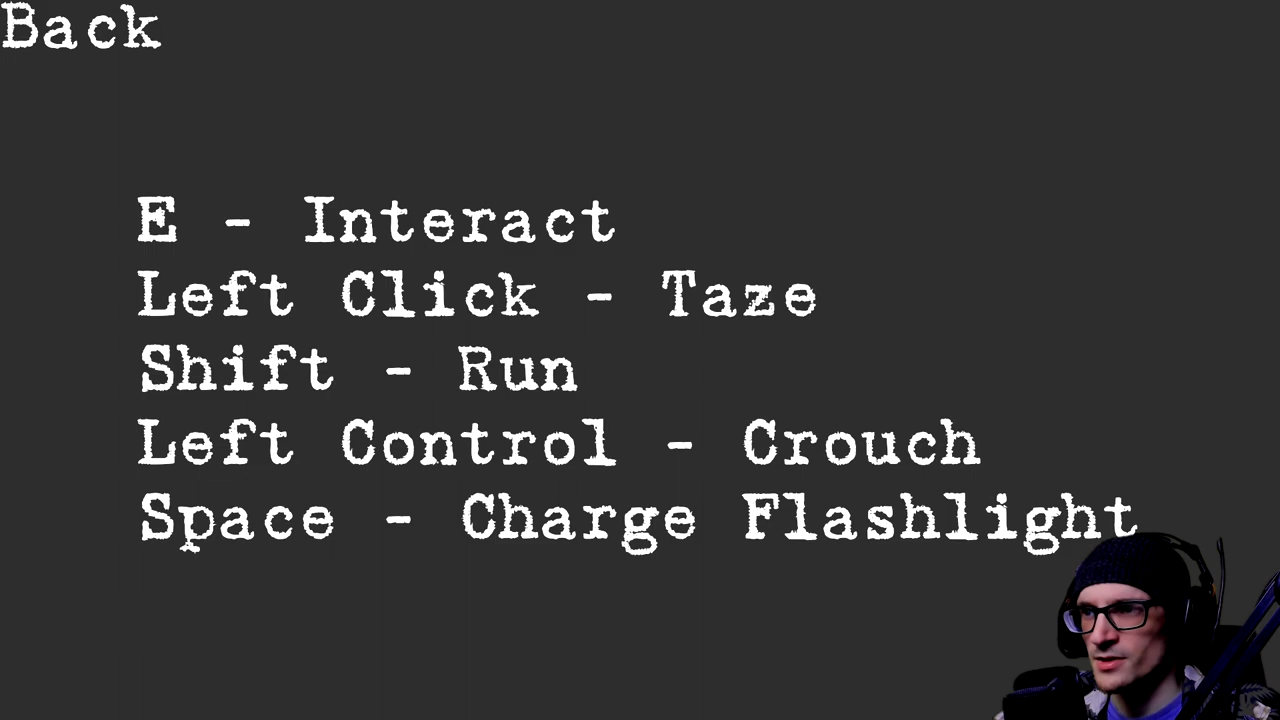 Back
E - Interact
Left Click - Taze
Shift - Run
Left Control - Crouch
Space - Charge Flashlight